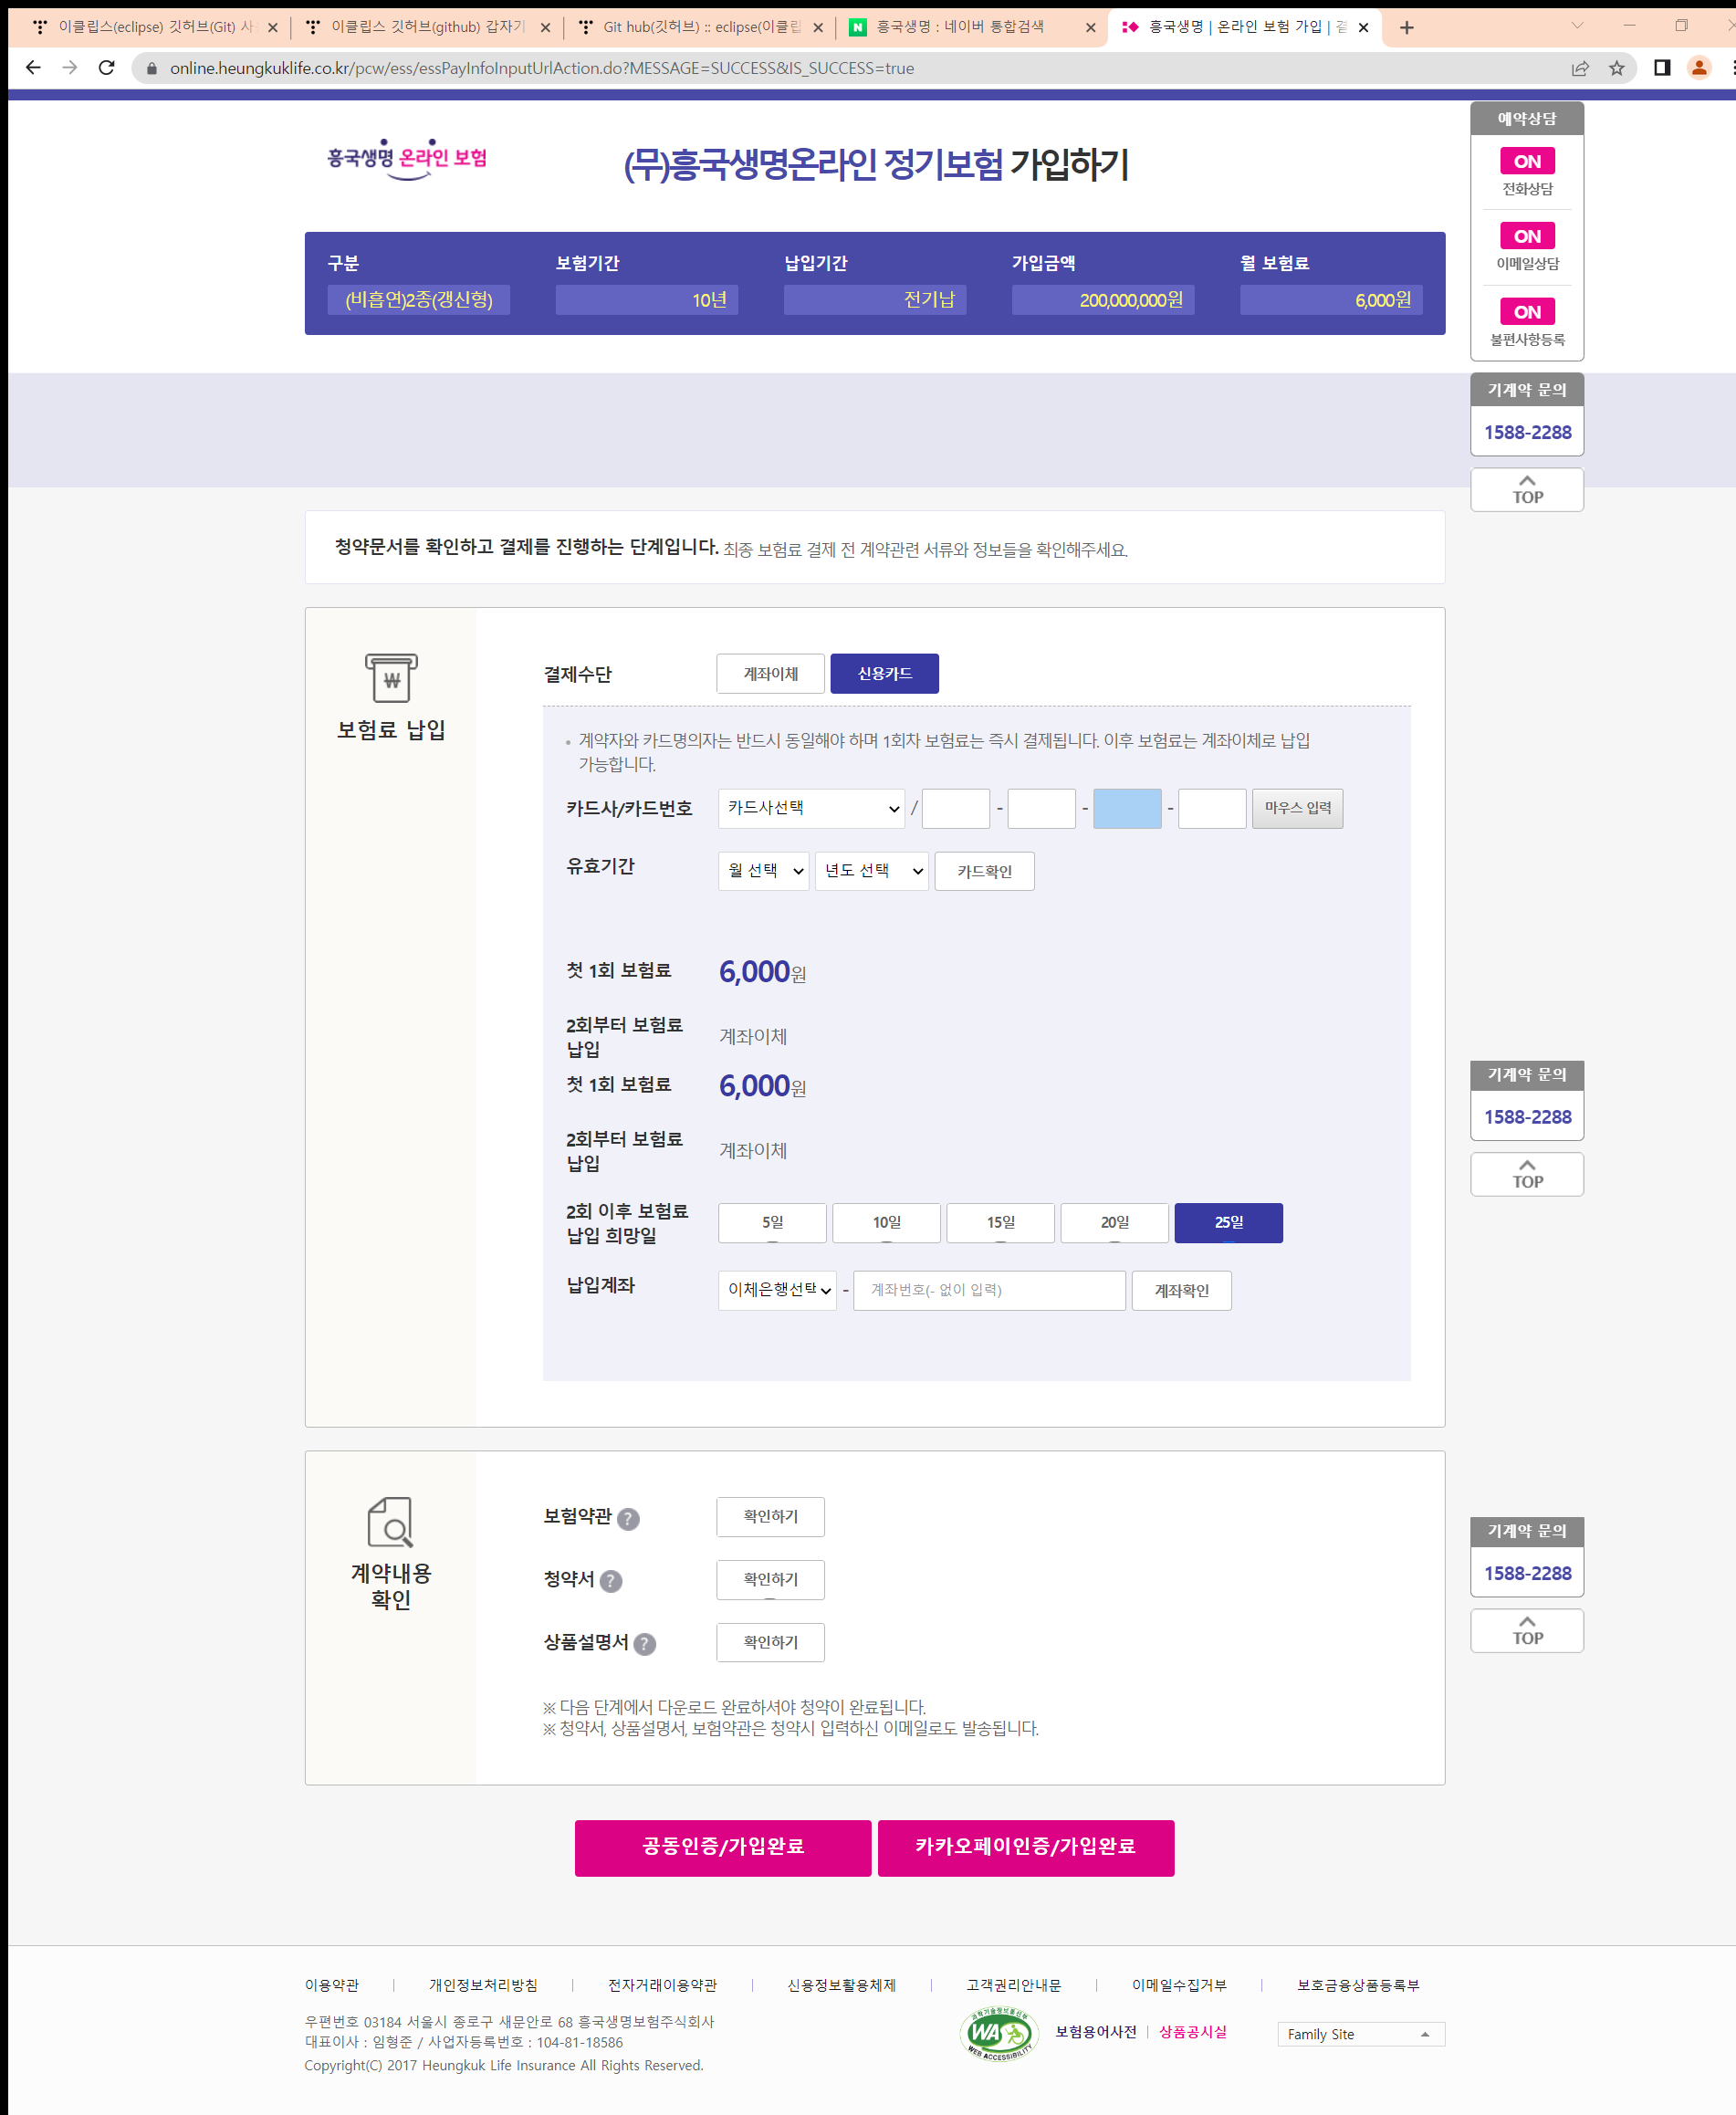 이클립스(eclipse) 깃허브(Git) 사
이클립스 깃허브(github) 갑자기
Git hub(깃허브) :: eclipse(이클립
흥국생명 : 네이버 통합검색
흥국생명 | 온라인 보험 가입 | 결
online.heungkuklife.co.kr/pcw/ess/essPayInfoInputUrlAction.do?MESSAGE=SUCCESS&IS_SUCCESS=true
흥국생명 온라인 보험
(무)흥국생명온라인 정기보험 가입하기
예약상담
ON
전화상담
ON
이메일상담
ON
불편사항등록
구분
보험기간
납입기간
가입금액
월 보험료
(비흡연)2종(갱신형)
10년
전기납
200,000,000원
6,000원
기계약 문의
1588-2288
TOP
청약문서를 확인하고 결제를 진행하는 단계입니다. 최종 보험료 결제 전 계약관련 서류와 정보들을 확인해주세요.
보험료 납입
결제수단
계좌이체
신용카드
• 계약자와 카드명의자는 반드시 동일해야 하며 1회차 보험료는 즉시 결제됩니다. 이후 보험료는 계좌이체로 납입
가능합니다.
카드사/카드번호
카드사선택
/
-
-
-
마우스 입력
유효기간
월 선택
년도 선택
카드확인
첫 1회 보험료
6,000원
2회부터 보험료
납입
계좌이체
첫 1회 보험료
6,000원
2회부터 보험료
납입
계좌이체
2회 이후 보험료
납입 희망일
5일
10일
15일
20일
25일
납입계좌
이체은행선택
-
계좌번호(- 없이 입력)
계좌확인
기계약 문의
1588-2288
TOP
계약내용
확인
보험약관 ?
확인하기
청약서 ?
확인하기
상품설명서 ?
확인하기
※ 다음 단계에서 다운로드 완료하셔야 청약이 완료됩니다.
※ 청약서, 상품설명서, 보험약관은 청약시 입력하신 이메일로도 발송됩니다.
기계약 문의
1588-2288
TOP
공동인증/가입완료
카카오페이인증/가입완료
이용약관
개인정보처리방침
전자거래이용약관
신용정보활용체제
고객권리안내문
이메일수집거부
보호금융상품등록부
우편번호 03184 서울시 종로구 새문안로 68 흥국생명보험주식회사
대표이사 : 임형준 / 사업자등록번호 : 104-81-18586
Copyright(C) 2017 Heungkuk Life Insurance All Rights Reserved.
과학기술정보통신부
WA
WEB ACCESSIBILITY
보험용어사전
상품공시실
Family Site